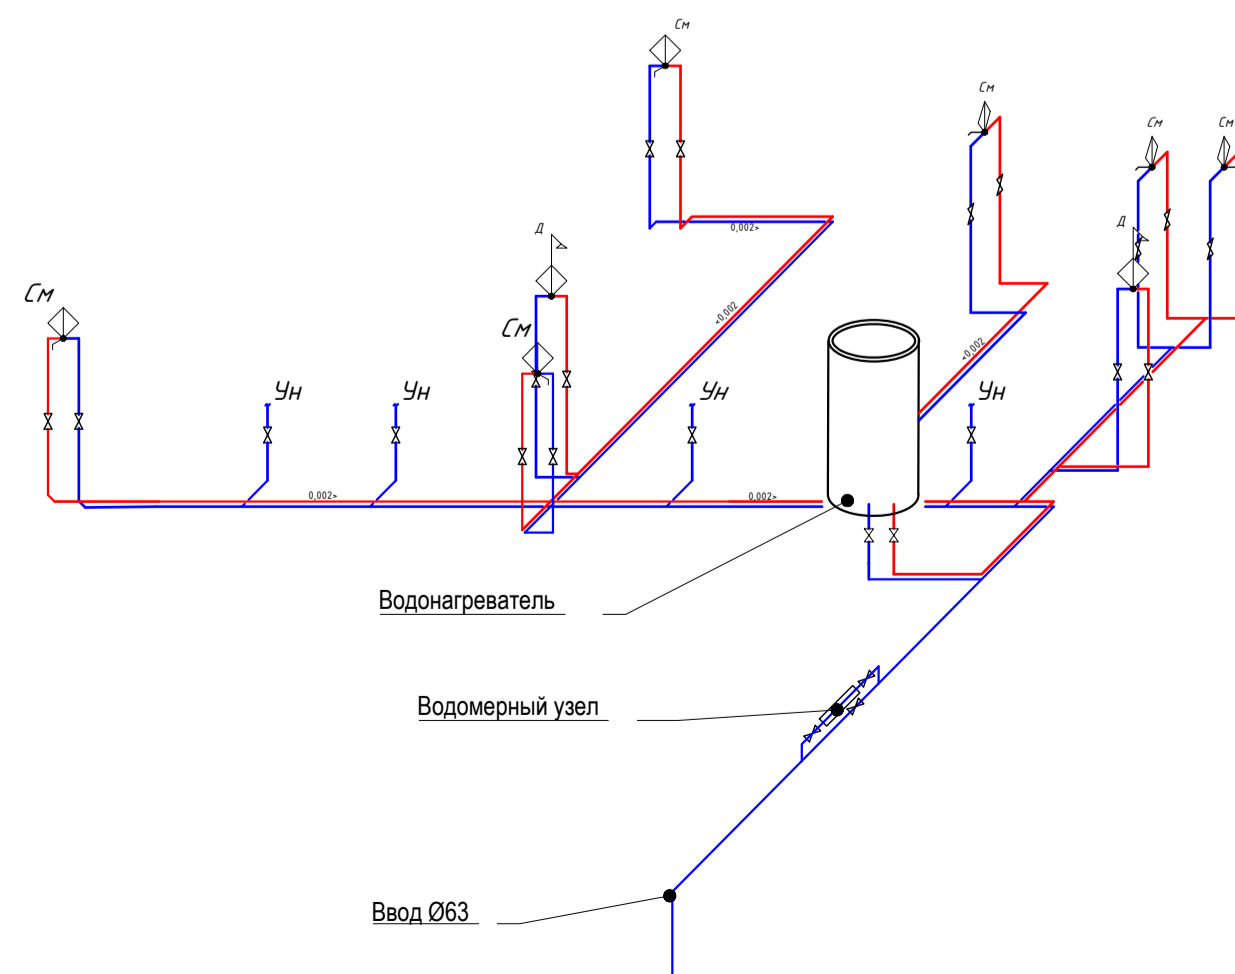 См
См
См
См
См
Д
Д
0,002>
См
<0,002
См
<0,002
Ун
Ун
Ун
Ун
0,002>
0,002>
Водонагреватель
Водомерный узел
Ввод Ø63